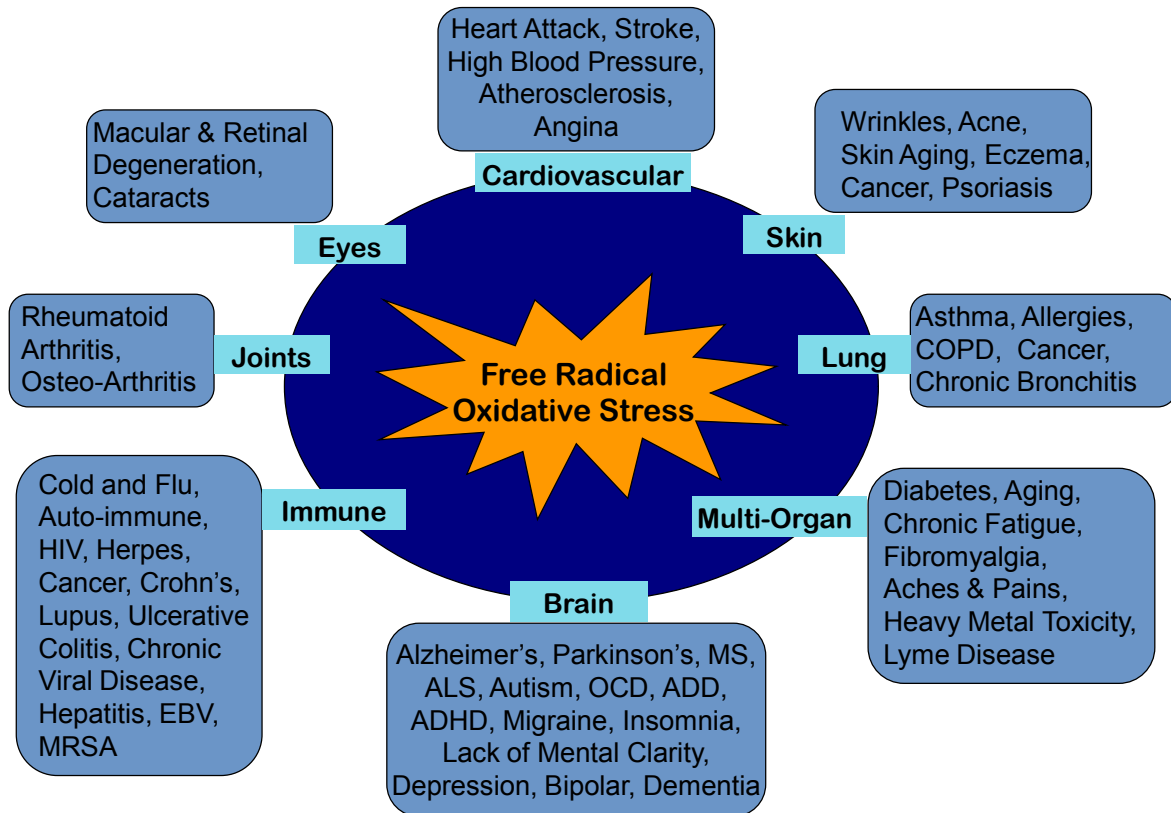 Heart Attack, Stroke,
High Blood Pressure,
Atherosclerosis,
Angina
Cardiovascular
Macular & Retinal
Degeneration,
Cataracts
Eyes
Wrinkles, Acne,
Skin Aging, Eczema,
Cancer, Psoriasis
Skin
Rheumatoid
Arthritis,
Osteo-Arthritis
Joints
Free Radical
Oxidative Stress
Lung
Asthma, Allergies,
COPD, Cancer,
Chronic Bronchitis
Cold and Flu,
Auto-immune,
HIV, Herpes,
Cancer, Crohn's,
Lupus, Ulcerative
Colitis, Chronic
Viral Disease,
Hepatitis, EBV,
MRSA
Immune
Multi-Organ
Diabetes, Aging,
Chronic Fatigue,
Fibromyalgia,
Aches & Pains,
Heavy Metal Toxicity,
Lyme Disease
Brain
Alzheimer's, Parkinson's, MS,
ALS, Autism, OCD, ADD,
ADHD, Migraine, Insomnia,
Lack of Mental Clarity,
Depression, Bipolar, Dementia